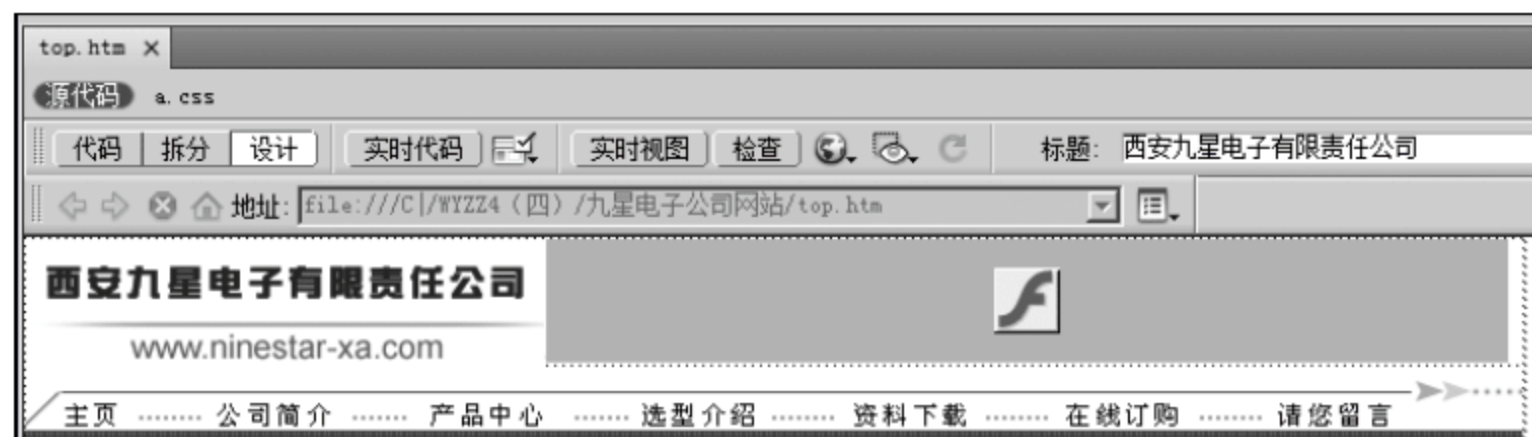 top.htm
源代码 a.css
代码 拆分 设计 实时代码 实时视图 检查 标题: 西安九星电子有限责任公司
地址: file:///C|/WYZZ4（四）/九星电子公司网站/top.htm
西安九星电子有限责任公司
www.ninestar-xa.com
主页 ········ 公司简介 ······· 产品中心 ······· 选型介绍 ········ 资料下载 ········ 在线订购 ········ 请您留言